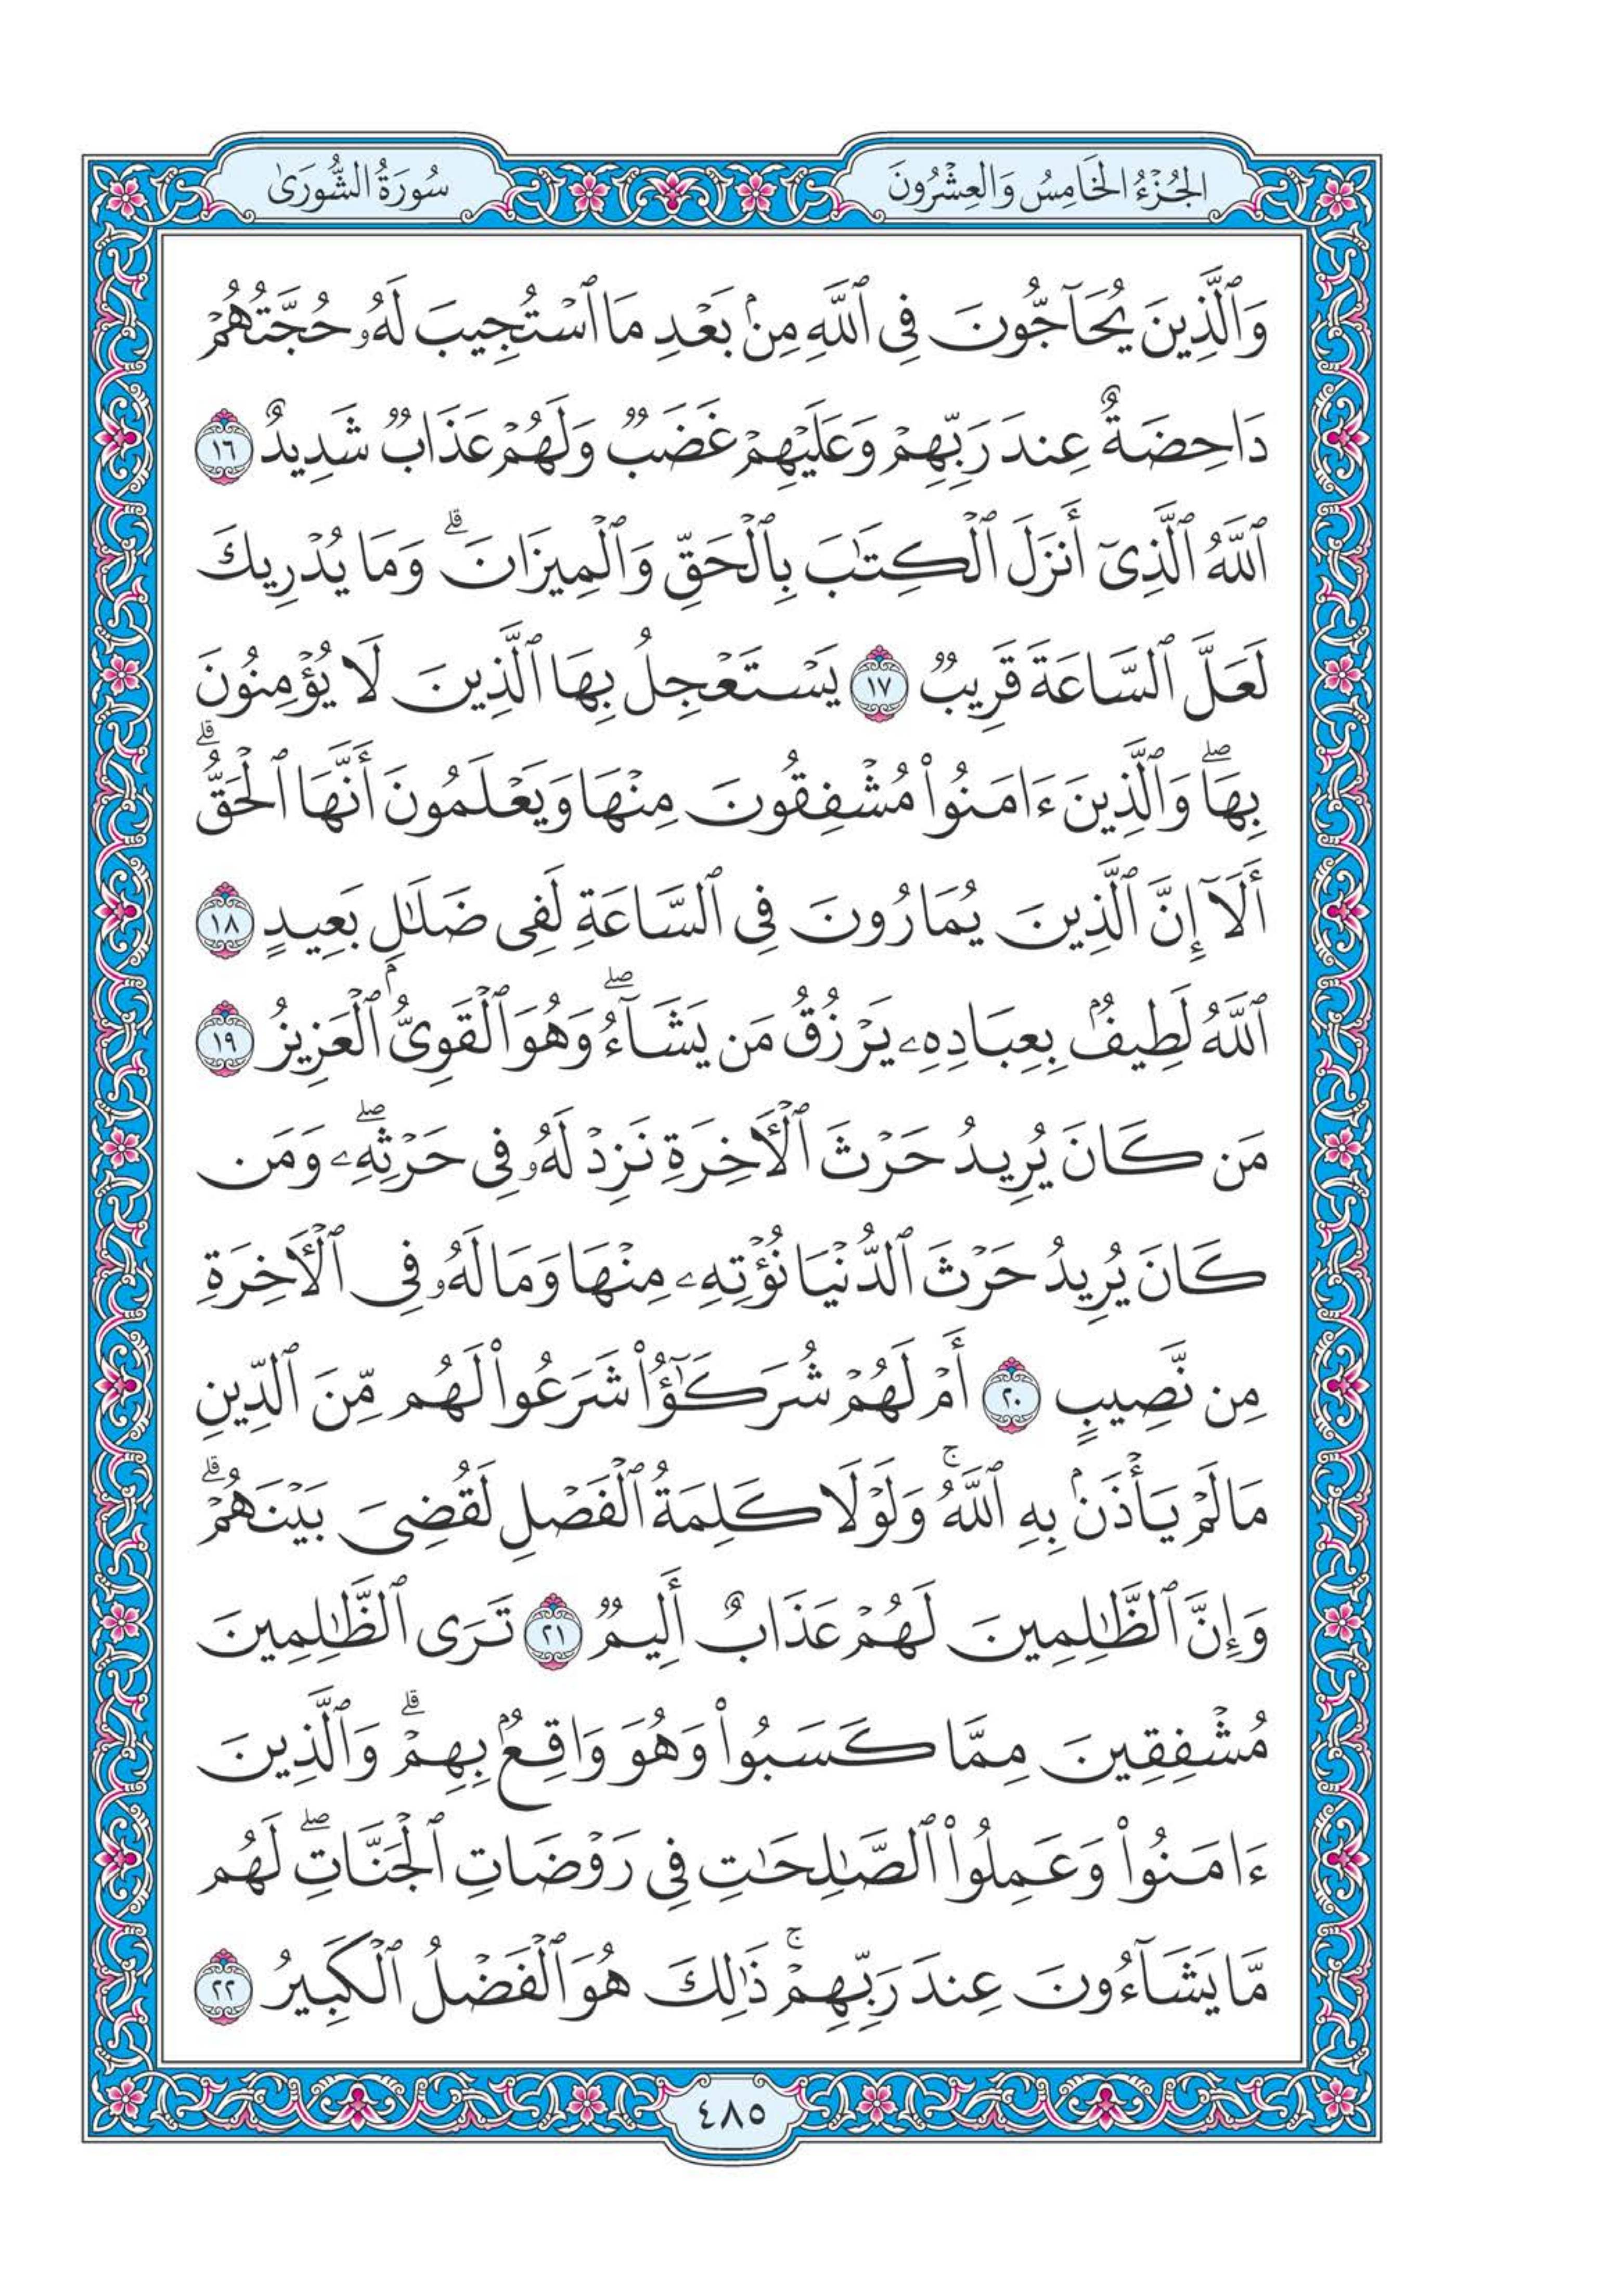 الجُزْءُ الخَامِسُ وَالعِشْرُونَ
سُورَةُ الشُّورَىٰ
وَٱلَّذِينَ يُحَآجُّونَ فِي ٱللَّهِ مِنۢ بَعْدِ مَا ٱسْتُجِيبَ لَهُۥ حُجَّتُهُمْ
دَاحِضَةٌ عِندَ رَبِّهِمْ وَعَلَيْهِمْ غَضَبٌ وَلَهُمْ عَذَابٌ شَدِيدٌ ١٦
ٱللَّهُ ٱلَّذِىٓ أَنزَلَ ٱلْكِتَٰبَ بِٱلْحَقِّ وَٱلْمِيزَانَ ۗ وَمَا يُدْرِيكَ
لَعَلَّ ٱلسَّاعَةَ قَرِيبٌ ١٧ يَسْتَعْجِلُ بِهَا ٱلَّذِينَ لَا يُؤْمِنُونَ
بِهَا ۖ وَٱلَّذِينَ ءَامَنُوا۟ مُشْفِقُونَ مِنْهَا وَيَعْلَمُونَ أَنَّهَا ٱلْحَقُّ ۗ
أَلَآ إِنَّ ٱلَّذِينَ يُمَارُونَ فِي ٱلسَّاعَةِ لَفِى ضَلَٰلٍۭ بَعِيدٍ ١٨
ٱللَّهُ لَطِيفٌۢ بِعِبَادِهِۦ يَرْزُقُ مَن يَشَآءُ ۖ وَهُوَ ٱلْقَوِىُّ ٱلْعَزِيزُ ١٩
مَن كَانَ يُرِيدُ حَرْثَ ٱلْـَٔاخِرَةِ نَزِدْ لَهُۥ فِى حَرْثِهِۦ ۖ وَمَن
كَانَ يُرِيدُ حَرْثَ ٱلدُّنْيَا نُؤْتِهِۦ مِنْهَا وَمَا لَهُۥ فِي ٱلْـَٔاخِرَةِ
مِن نَّصِيبٍ ٢٠ أَمْ لَهُمْ شُرَكَٰٓؤُا۟ شَرَعُوا۟ لَهُم مِّنَ ٱلدِّينِ
مَا لَمْ يَأْذَنۢ بِهِ ٱللَّهُ ۚ وَلَوْلَا كَلِمَةُ ٱلْفَصْلِ لَقُضِىَ بَيْنَهُمْ ۗ
وَإِنَّ ٱلظَّٰلِمِينَ لَهُمْ عَذَابٌ أَلِيمٌ ٢١ تَرَى ٱلظَّٰلِمِينَ
مُشْفِقِينَ مِمَّا كَسَبُوا۟ وَهُوَ وَاقِعٌۢ بِهِمْ ۗ وَٱلَّذِينَ
ءَامَنُوا۟ وَعَمِلُوا۟ ٱلصَّٰلِحَٰتِ فِى رَوْضَاتِ ٱلْجَنَّاتِ ۖ لَهُم
مَّا يَشَآءُونَ عِندَ رَبِّهِمْ ۚ ذَٰلِكَ هُوَ ٱلْفَضْلُ ٱلْكَبِيرُ ٢٢
٤٨٥